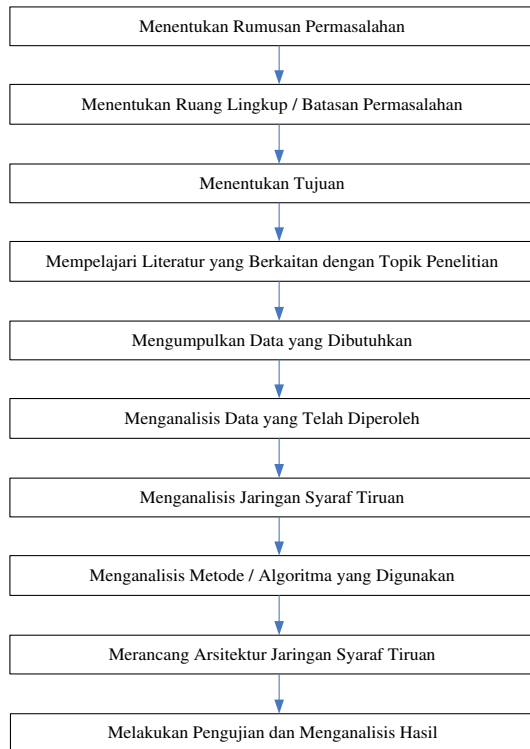 Menentukan Rumusan Permasalahan
Menentukan Ruang Lingkup / Batasan Permasalahan
Menentukan Tujuan
Mempelajari Literatur yang Berkaitan dengan Topik Penelitian
Mengumpulkan Data yang Dibutuhkan
Menganalisis Data yang Telah Diperoleh
Menganalisis Jaringan Syaraf Tiruan
Menganalisis Metode / Algoritma yang Digunakan
Merancang Arsitektur Jaringan Syaraf Tiruan
Melakukan Pengujian dan Menganalisis Hasil